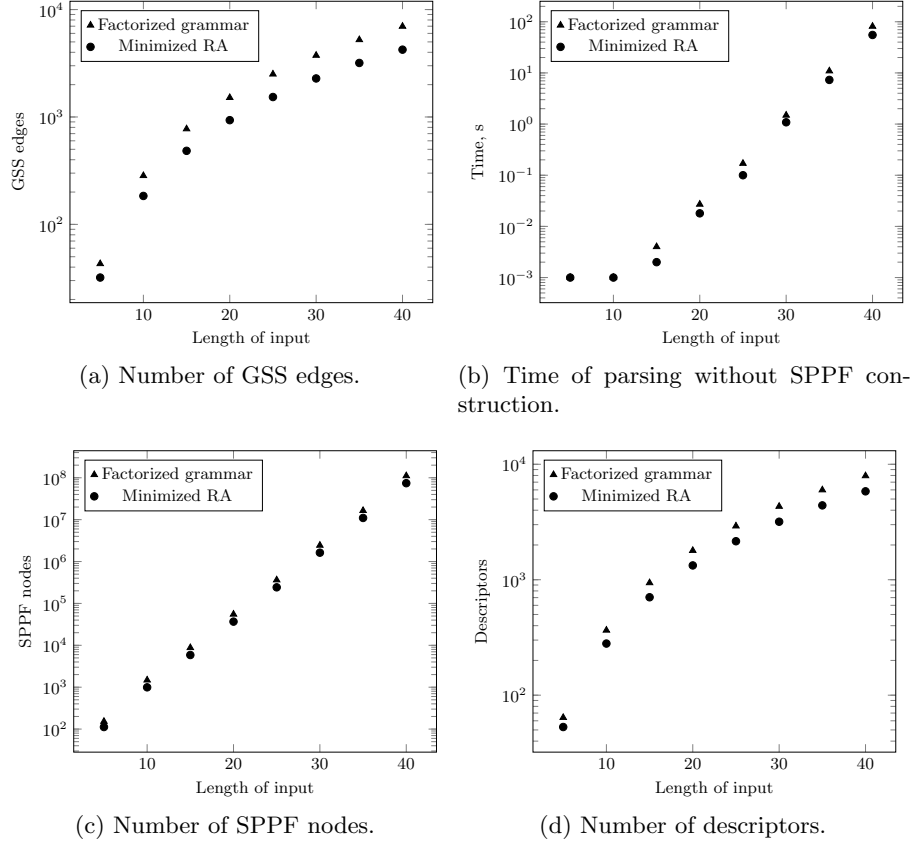 Factorized grammar
Minimized RA
10^4
10^3
10^2
GSS edges
10 20 30 40
Length of input
(a) Number of GSS edges.
Factorized grammar
Minimized RA
10^2
10^1
10^0
10^−1
10^−2
10^−3
Time, s
10 20 30 40
Length of input
(b) Time of parsing without SPPF con-
struction.
Factorized grammar
Minimized RA
10^8
10^7
10^6
10^5
10^4
10^3
10^2
SPPF nodes
10 20 30 40
Length of input
(c) Number of SPPF nodes.
Factorized grammar
Minimized RA
10^4
10^3
10^2
Descriptors
10 20 30 40
Length of input
(d) Number of descriptors.